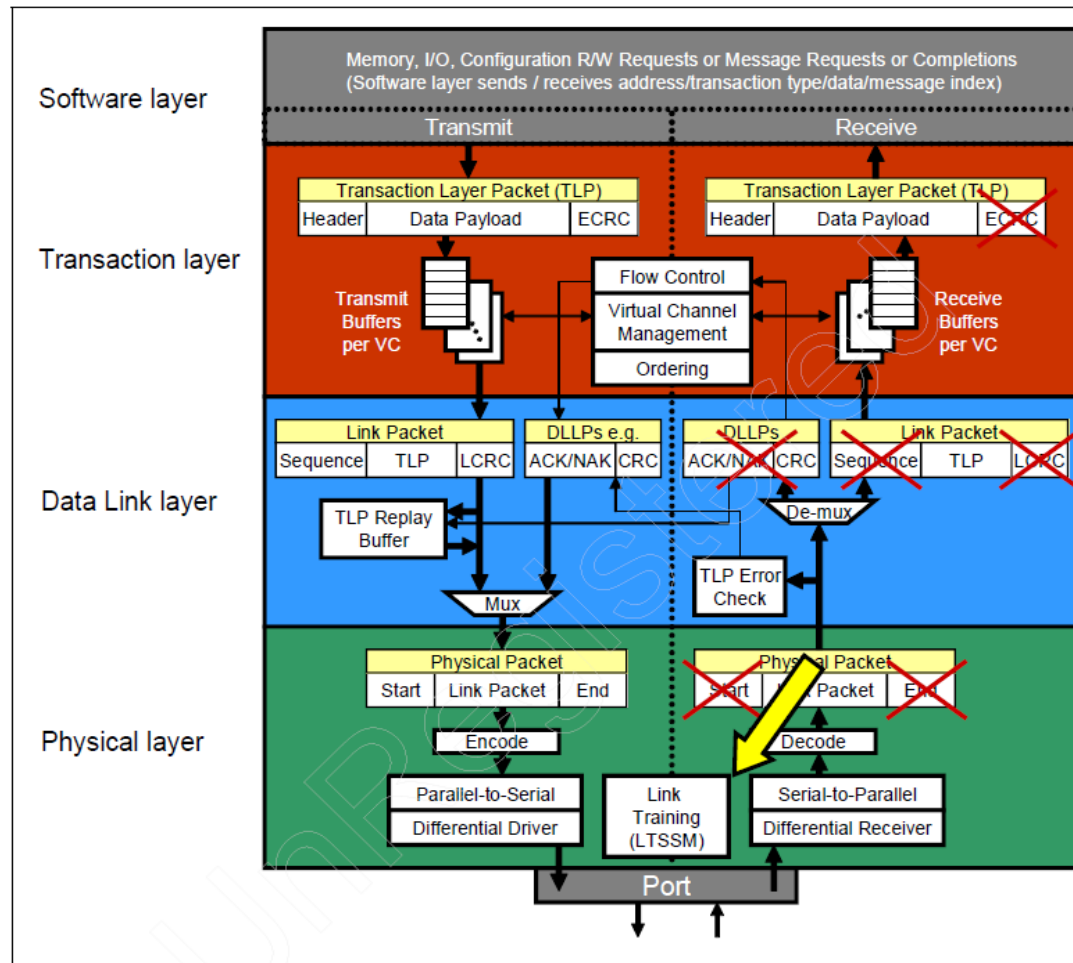 Memory, I/O, Configuration R/W Requests or Message Requests or Completions
(Software layer sends / receives address/transaction type/data/message index)
Software layer
Transmit
Receive
Transaction Layer Packet (TLP)
Header
Data Payload
ECRC
Transaction Layer Packet (TLP)
Header
Data Payload
ECRC
Transaction layer
Transmit
Buffers
per VC
Flow Control
Virtual Channel
Management
Ordering
Receive
Buffers
per VC
Link Packet
Sequence
TLP
LCRC
DLLPs e.g.
ACK/NAK
CRC
DLLPs
ACK/NAK
CRC
Link Packet
Sequence
TLP
LCRC
Data Link layer
TLP Replay
Buffer
De-mux
TLP Error
Check
Mux
Physical Packet
Start
Link Packet
End
Physical Packet
Start
Link Packet
End
Physical layer
Encode
Decode
Parallel-to-Serial
Differential Driver
Link
Training
(LTSSM)
Serial-to-Parallel
Differential Receiver
Port
UnRegistered